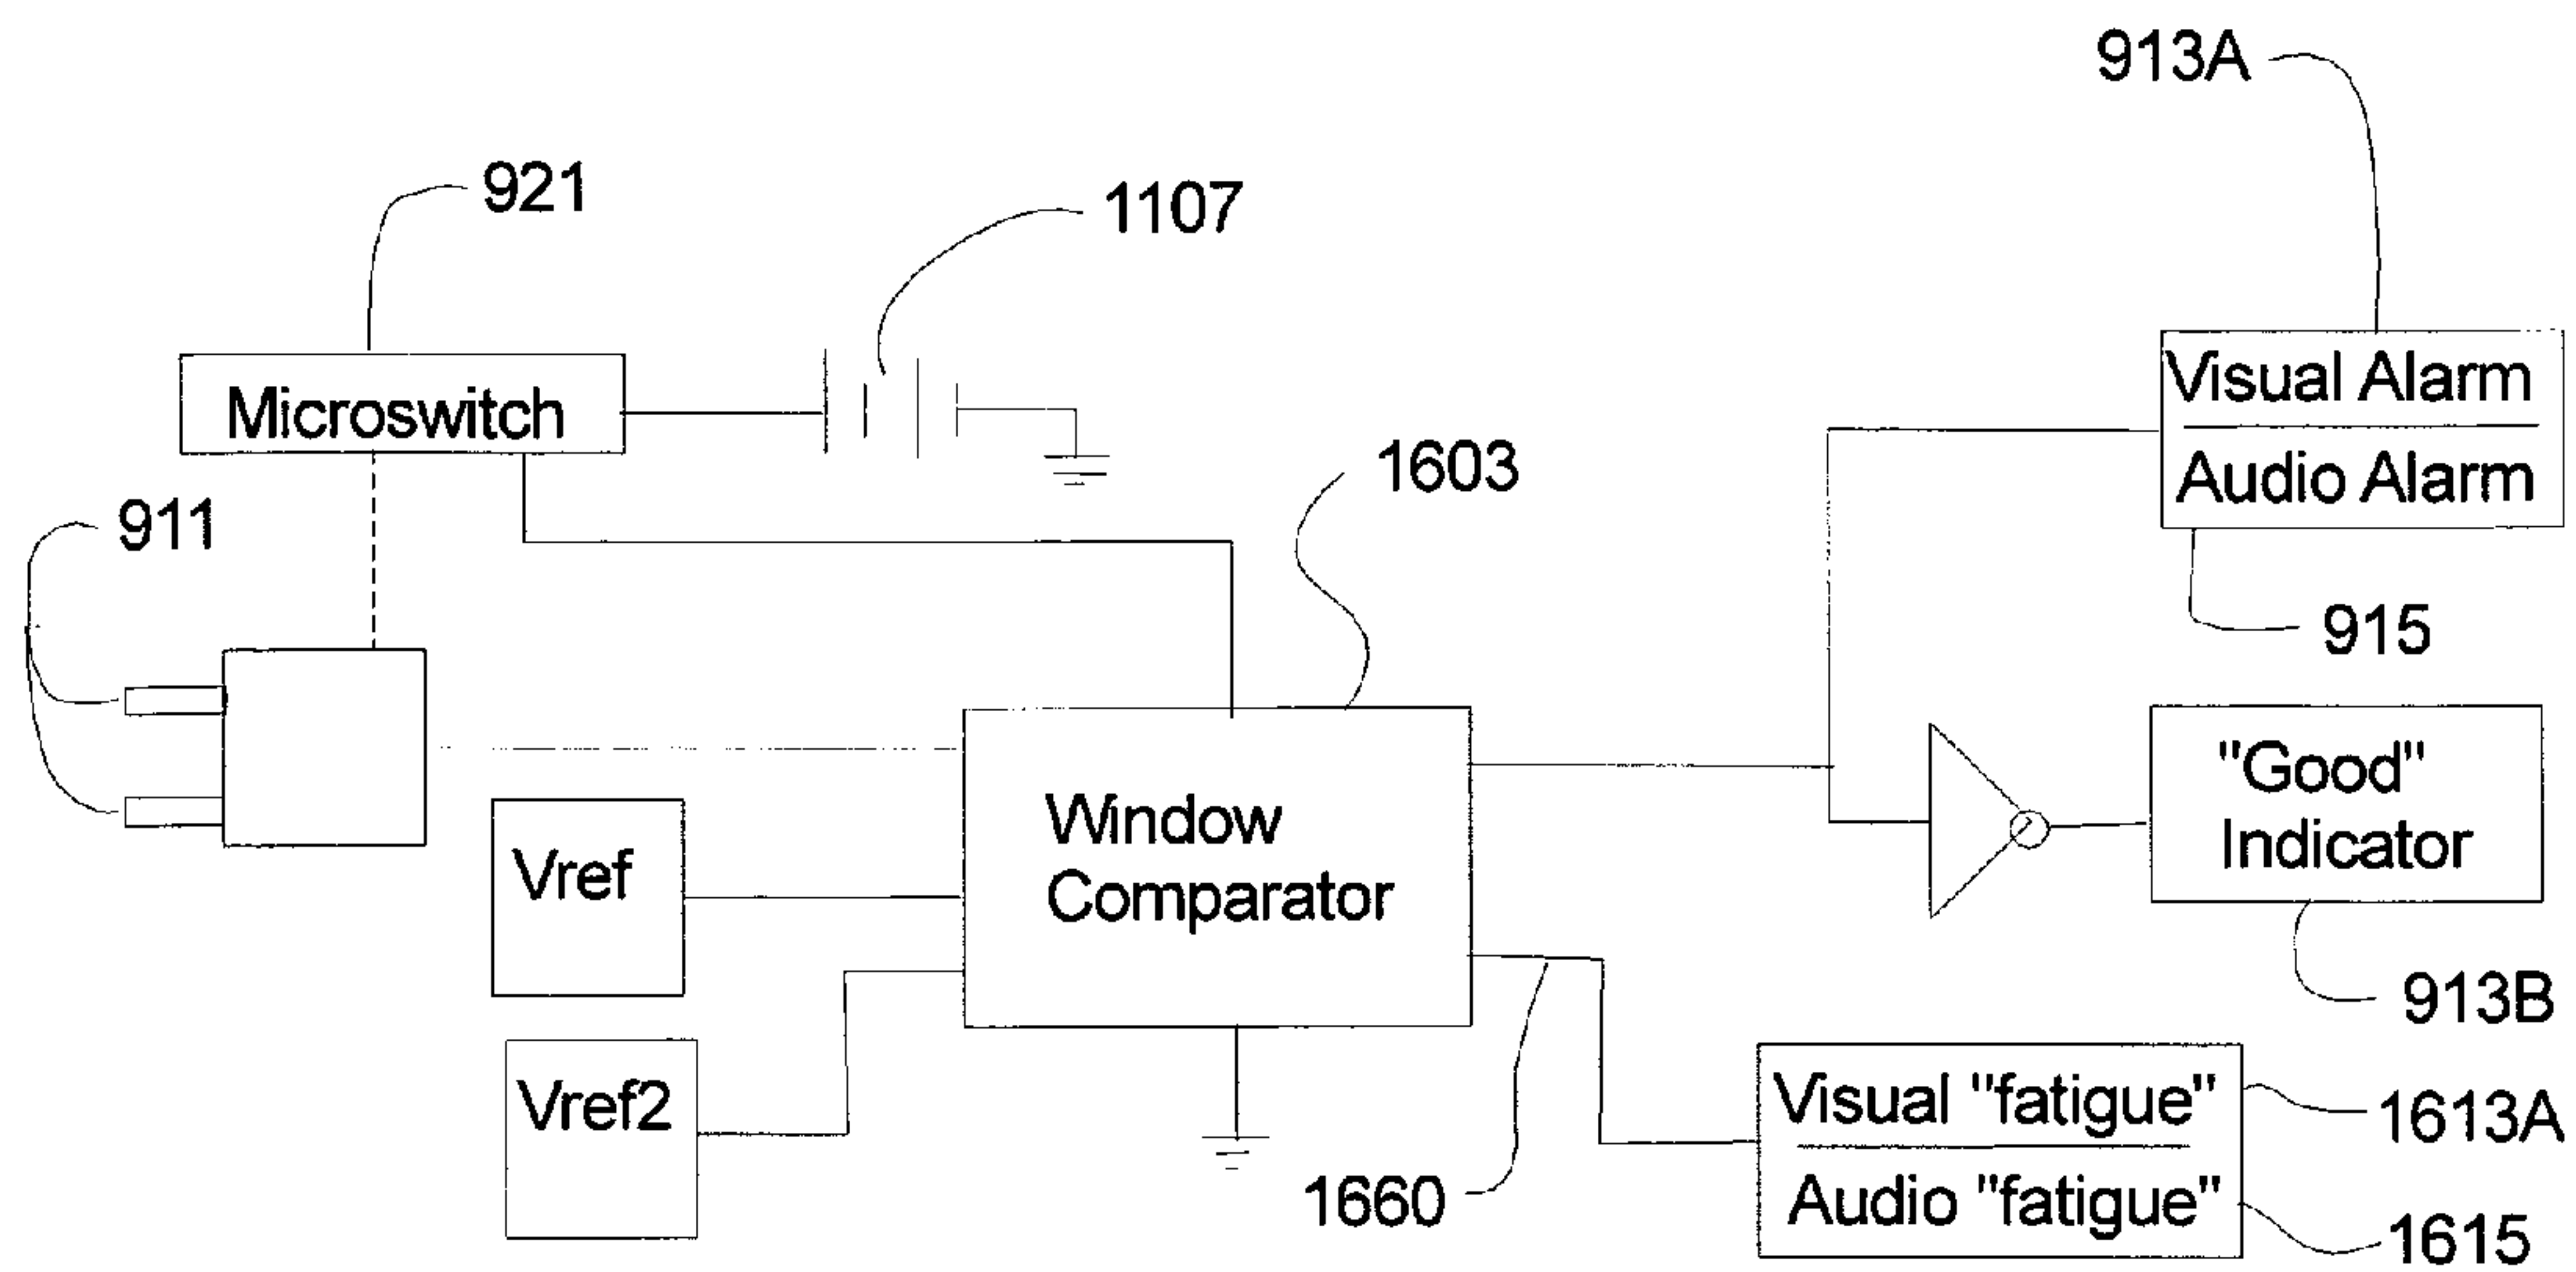 913A
921
1107
Visual Alarm
Microswitch
1603
Audio Alarm
911
915
"Good"
Window
Indicator
Vref
Comparator
913B
Visual "fatigue"
Vref2
1613A
1660
Audio "fatigue"
1615